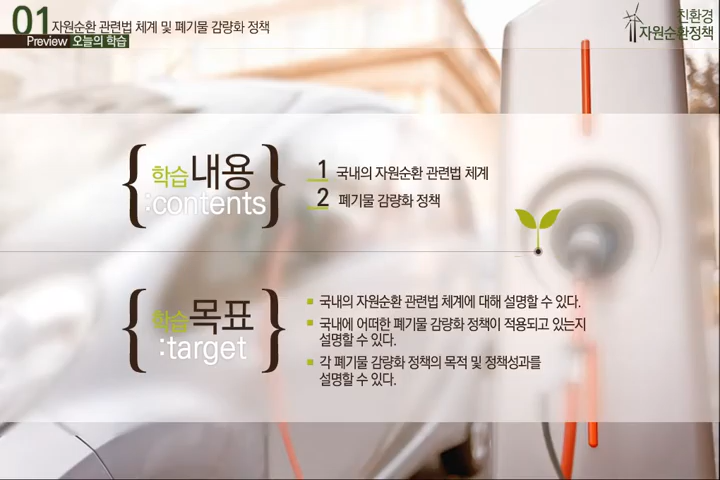 01 자원순환 관련법 체계 및 폐기물 감량화 정책
Preview 오늘의 학습
친환경
자원순환정책
학습내용
:contents
1 국내의 자원순환 관련법 체계
2 폐기물 감량화 정책
학습목표
:target
국내의 자원순환 관련법 체계에 대해 설명할 수 있다.
국내에 어떠한 폐기물 감량화 정책이 적용되고 있는지
설명할 수 있다.
각 폐기물 감량화 정책의 목적 및 정책성과를
설명할 수 있다.